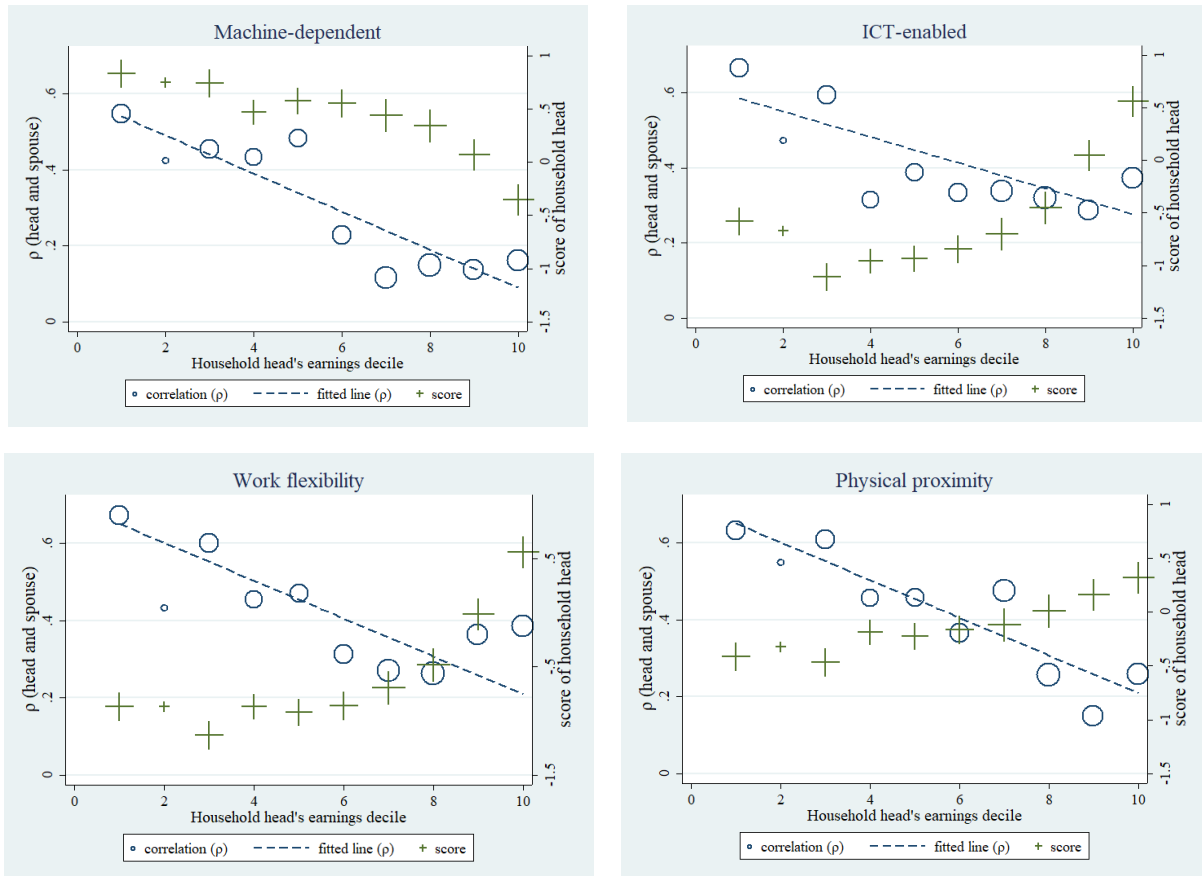 Machine-dependent
ρ (head and spouse)
0 .2 .4 .6
-1.5 -1 -.5 0 .5 1
score of household head
0 2 4 6 8 10
Household head's earnings decile
correlation (ρ) fitted line (ρ) score
ICT-enabled
ρ (head and spouse)
0 .2 .4 .6
-1.5 -1 -.5 0 .5 1
score of household head
0 2 4 6 8 10
Household head's earnings decile
correlation (ρ) fitted line (ρ) score
Work flexibility
ρ (head and spouse)
0 .2 .4 .6
-1.5 -.5 .5
score of household head
0 2 4 6 8 10
Household head's earnings decile
correlation (ρ) fitted line (ρ) score
Physical proximity
ρ (head and spouse)
0 .2 .4 .6
-1.5 -1 -.5 0 .5 1
score of household head
0 2 4 6 8 10
Household head's earnings decile
correlation (ρ) fitted line (ρ) score